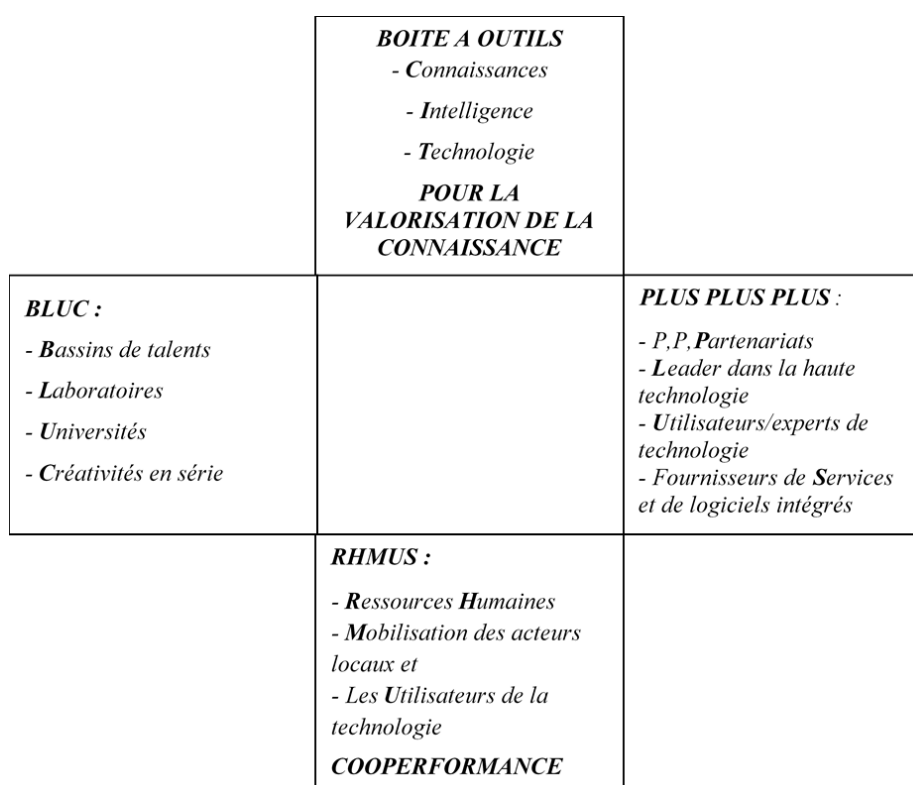 BOITE A OUTILS
- Connaissances
- Intelligence
- Technologie
POUR LA
VALORISATION DE LA
CONNAISSANCE
BLUC :
- Bassins de talents
- Laboratoires
- Universités
- Créativités en série
PLUS PLUS PLUS :
- P,P,Partenariats
- Leader dans la haute
technologie
- Utilisateurs/experts de
technologie
- Fournisseurs de Services
et de logiciels intégrés
RHMUS :
- Ressources Humaines
- Mobilisation des acteurs
locaux et
- Les Utilisateurs de la
technologie
COOPERFORMANCE